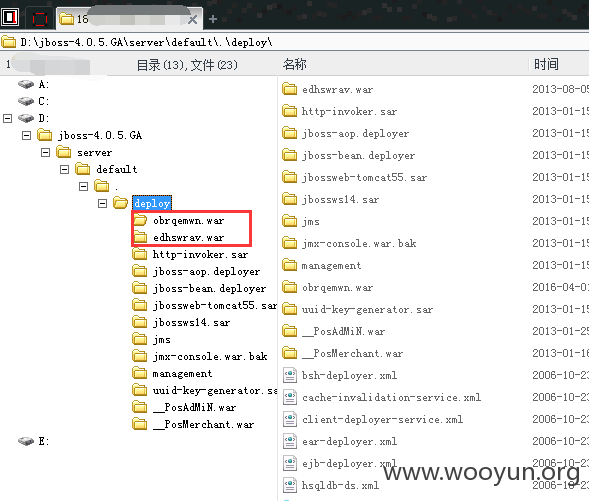 18
D:\jboss-4.0.5.GA\server\default\.\deploy\
1 目录(13),文件(23)
名称 时间
A:
C:
D:
jboss-4.0.5.GA
server
default
.
deploy
obrqemwn.war
edhswrav.war
http-invoker.sar
jboss-aop.deployer
jboss-bean.deployer
jbossweb-tomcat55.sar
jbossws14.sar
jms
jmx-console.war.bak
management
uuid-key-generator.sa
__PosAdMiN.war
__PosMerchant.war
E:
edhswrav.war 2013-08-05
http-invoker.sar 2013-01-15
jboss-aop.deployer 2013-01-15
jboss-bean.deployer 2013-01-15
jbossweb-tomcat55.sar 2013-01-15
jbossws14.sar 2013-01-15
jms 2013-01-15
jmx-console.war.bak 2013-01-15
management 2013-01-15
obrqemwn.war 2016-04-01
uuid-key-generator.sar 2013-01-15
__PosAdMiN.war 2013-01-25
__PosMerchant.war 2013-01-16
bsh-deployer.xml 2006-10-23
cache-invalidation-service.xml 2006-10-23
client-deployer-service.xml 2006-10-23
ear-deployer.xml 2006-10-23
ejb-deployer.xml 2006-10-23
hsqldb-ds.xml 2006-10-23
www.wooyun.org